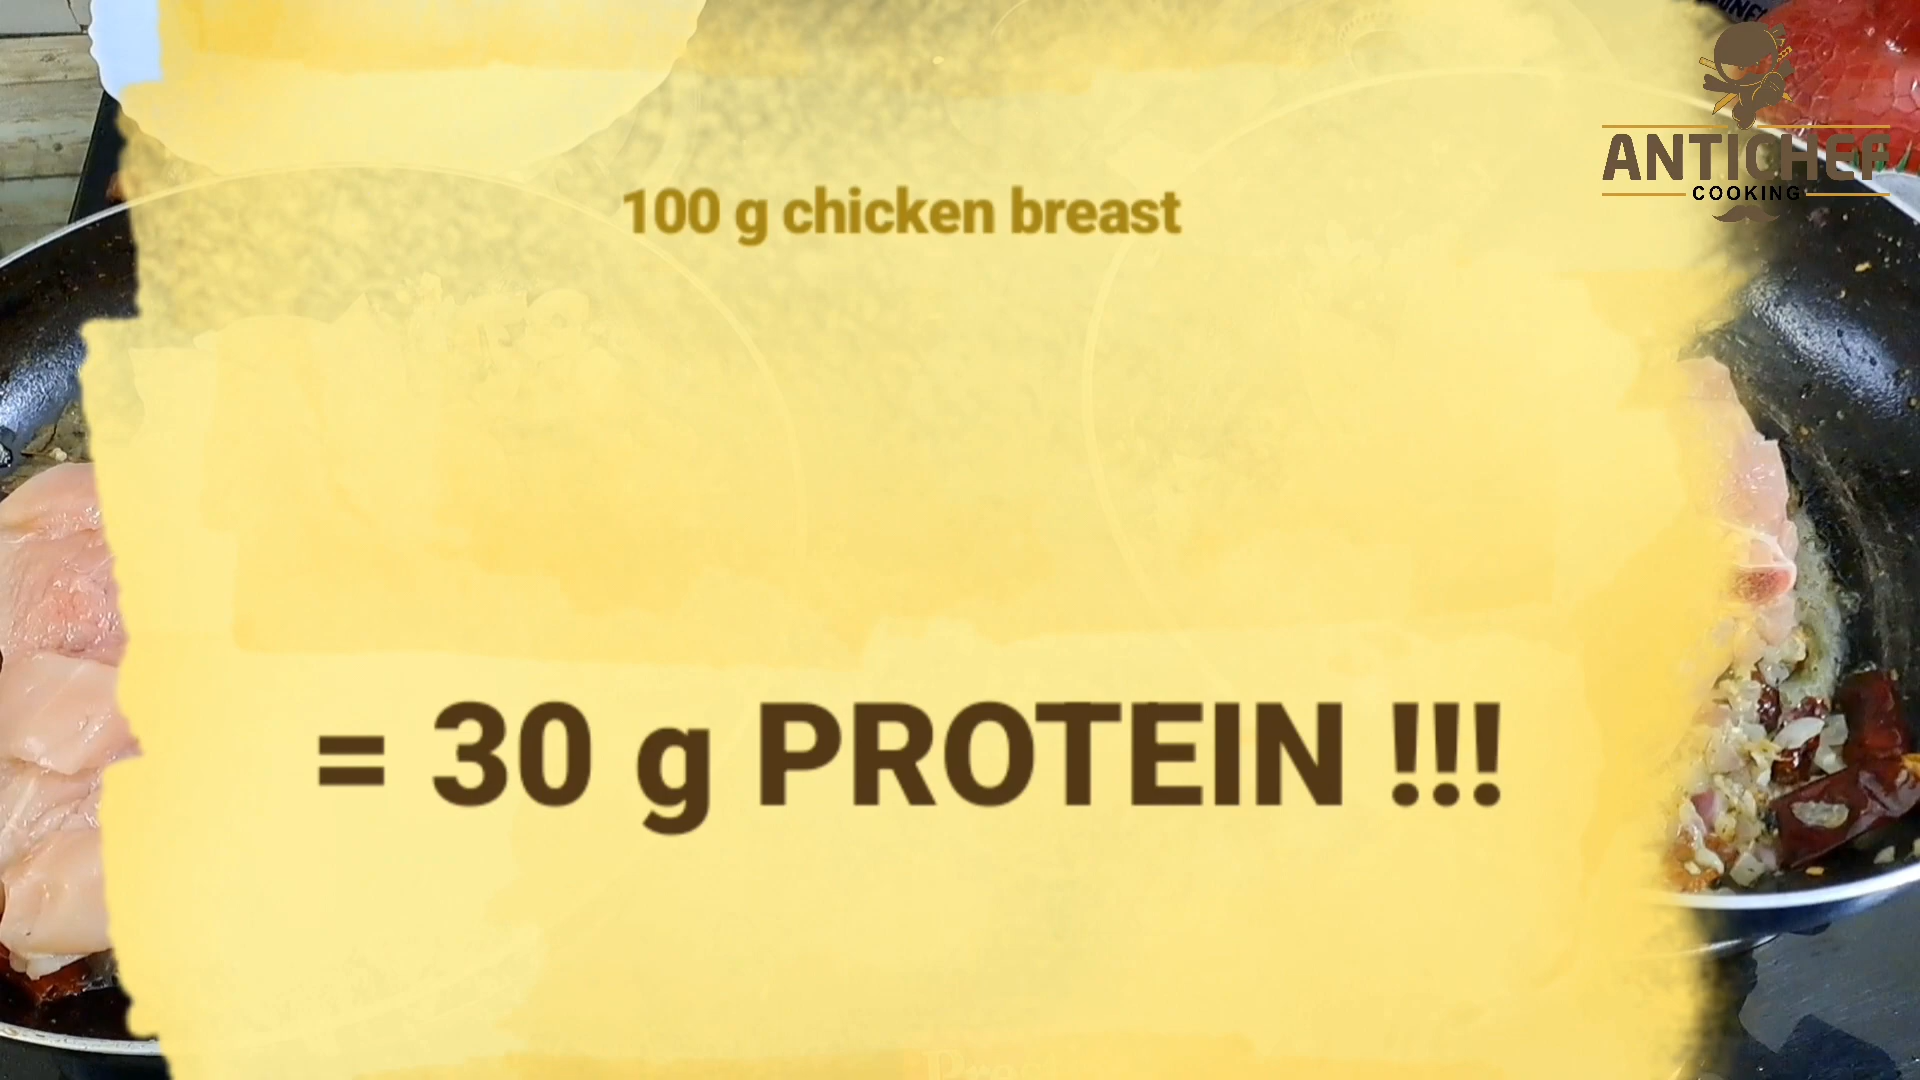 100 g chicken breast
= 30 g PROTEIN !!!
ANTICHEF
COOKING